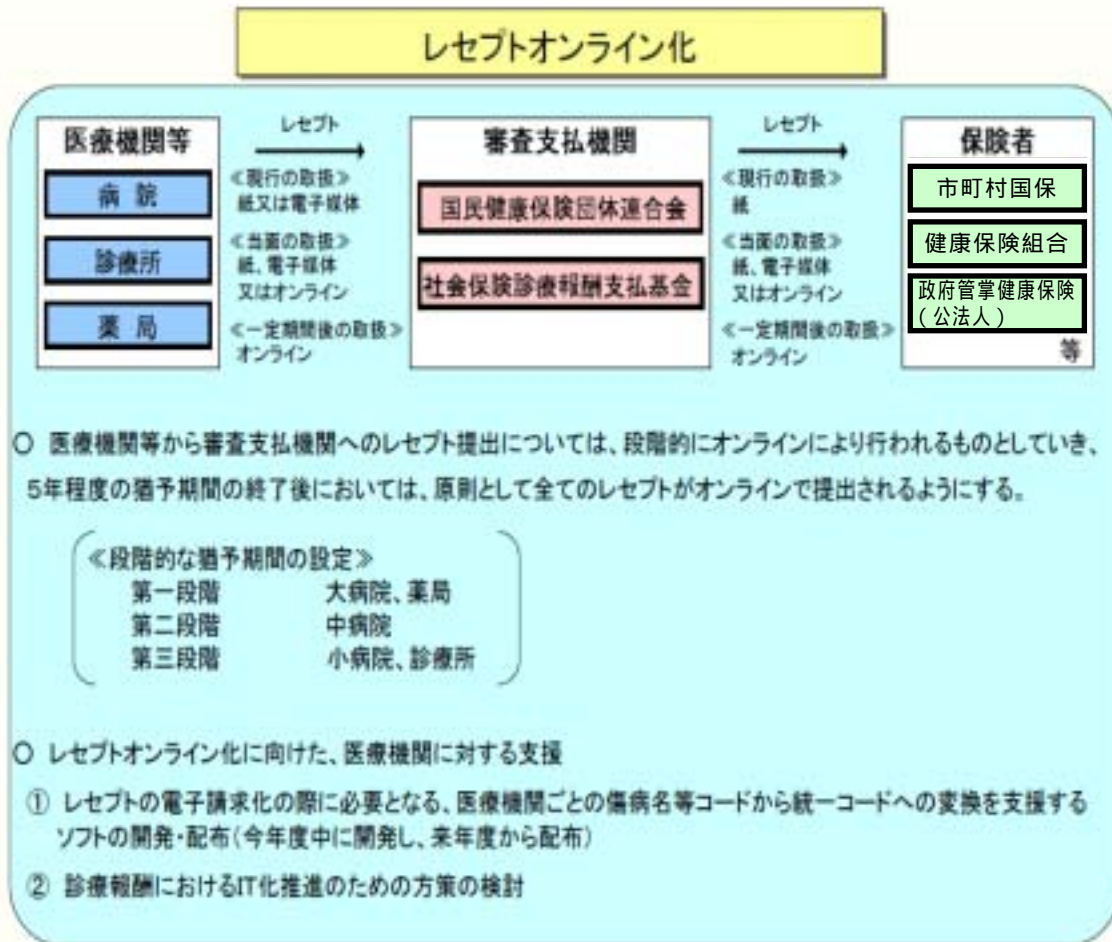 レセプトオンライン化
医療機関等
病 院
診療所
薬 局
レセプト
≪現行の取扱≫
紙又は電子媒体
≪当面の取扱≫
紙、電子媒体
又はオンライン
≪一定期間後の取扱≫
オンライン
審査支払機関
国民健康保険団体連合会
社会保険診療報酬支払基金
レセプト
≪現行の取扱≫
紙
≪当面の取扱≫
紙、電子媒体
又はオンライン
≪一定期間後の取扱≫
オンライン
保険者
市町村国保
健康保険組合
政府管掌健康保険
(公法人)
等
○ 医療機関等から審査支払機関へのレセプト提出については、段階的にオンラインにより行われるものとしていき、
5年程度の猶予期間の終了後においては、原則として全てのレセプトがオンラインで提出されるようにする。
≪段階的な猶予期間の設定≫
第一段階 大病院、薬局
第二段階 中病院
第三段階 小病院、診療所
○ レセプトオンライン化に向けた、医療機関に対する支援
① レセプトの電子請求化の際に必要となる、医療機関ごとの傷病名等コードから統一コードへの変換を支援する
ソフトの開発・配布(今年度中に開発し、来年度から配布)
② 診療報酬におけるIT化推進のための方策の検討